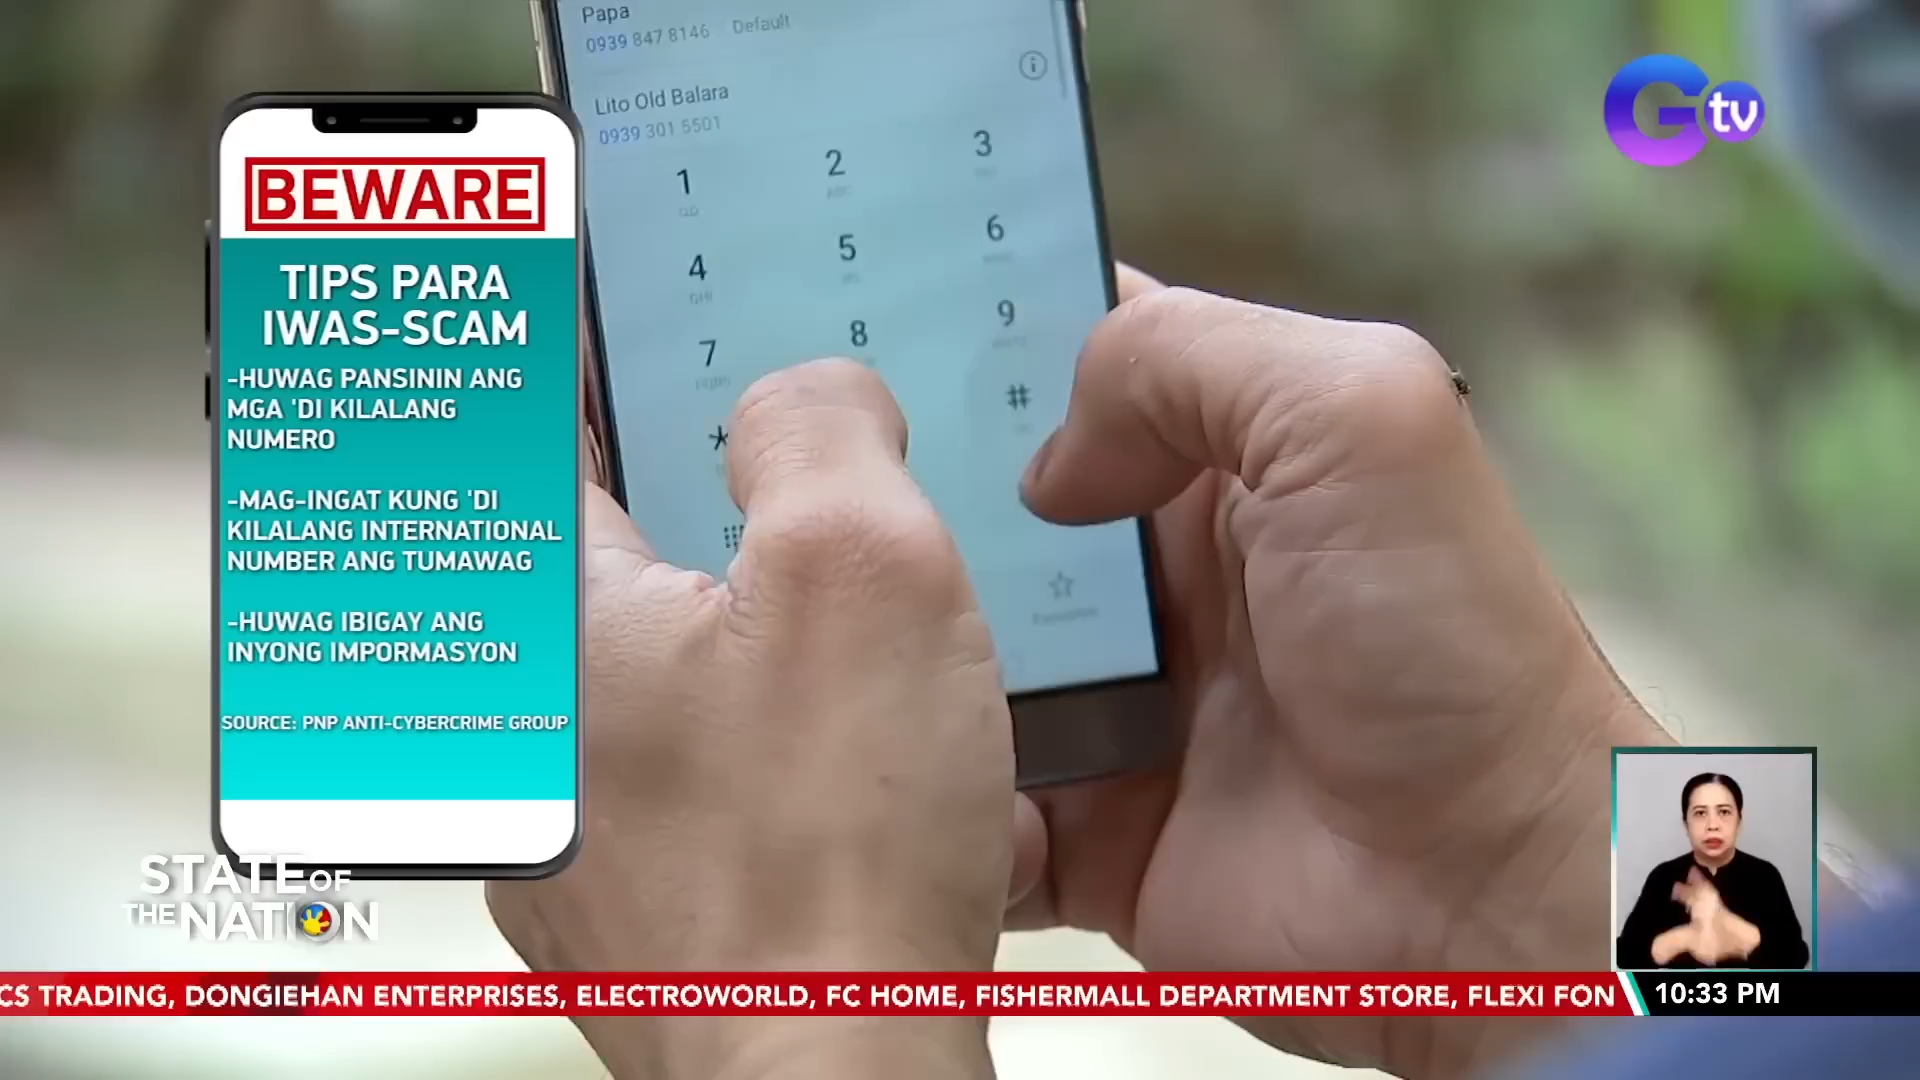 Papa
0939 847 8146 Default
Lito Old Balara
0939 301 5501
1
2
3
4
GHI
5
6
7
8
9
*
#
Gtv
BEWARE
TIPS PARA
IWAS-SCAM
-HUWAG PANSININ ANG
MGA 'DI KILALANG
NUMERO
-MAG-INGAT KUNG 'DI
KILALANG INTERNATIONAL
NUMBER ANG TUMAWAG
-HUWAG IBIGAY ANG
INYONG IMPORMASYON
SOURCE: PNP ANTI-CYBERCRIME GROUP
STATE OF
THE NATION
CS TRADING, DONGIEHAN ENTERPRISES, ELECTROWORLD, FC HOME, FISHERMALL DEPARTMENT STORE, FLEXI FON
10:33 PM